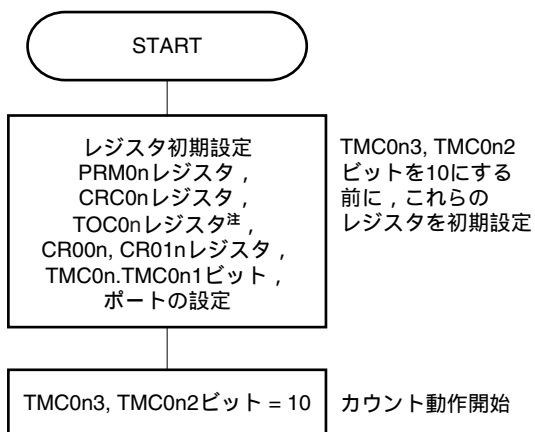 START
レジスタ初期設定
PRM0nレジスタ，
CRC0nレジスタ，
TOC0nレジスタ注，
CR00n, CR01nレジスタ，
TMC0n.TMC0n1ビット，
ポートの設定
TMC0n3, TMC0n2
ビットを10にする
前に，これらの
レジスタを初期設定
TMC0n3, TMC0n2ビット = 10
カウント動作開始